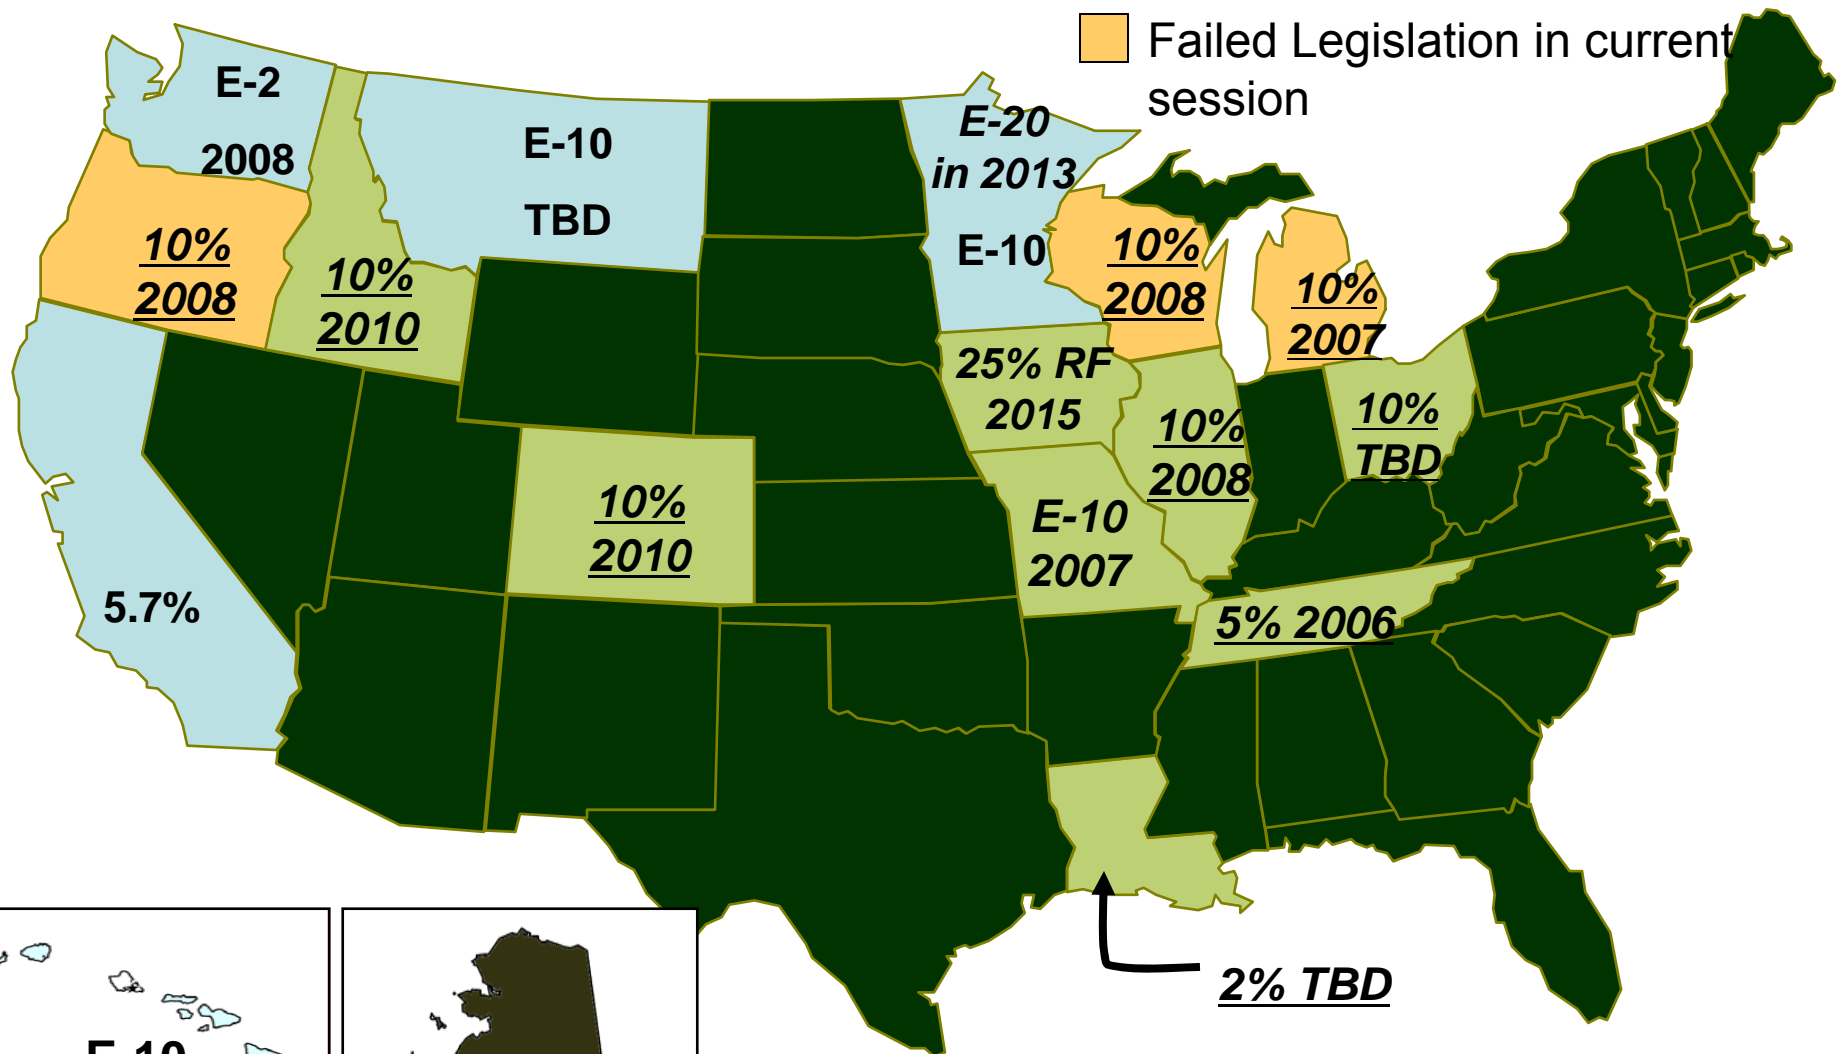 Failed Legislation in current
session
E-2
2008
E-10
TBD
E-20
in 2013
E-10
10%
2008
10%
2010
10%
2008
10%
2007
25% RF
2015
10%
2008
10%
TBD
10%
2010
E-10
2007
5.7%
5% 2006
2% TBD
E-10